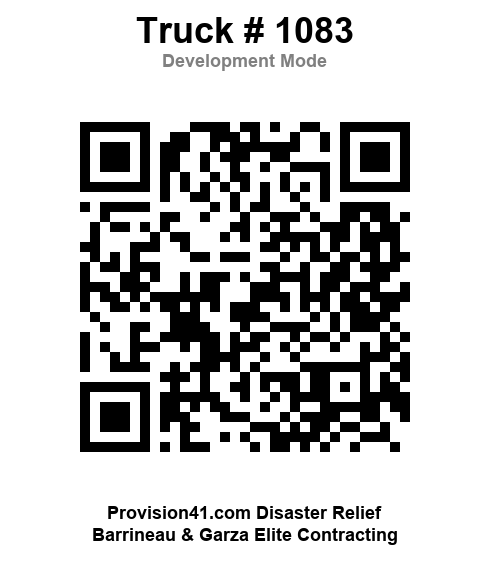 Truck # 1083
Development Mode
Provision41.com Disaster Relief
Barrineau & Garza Elite Contracting